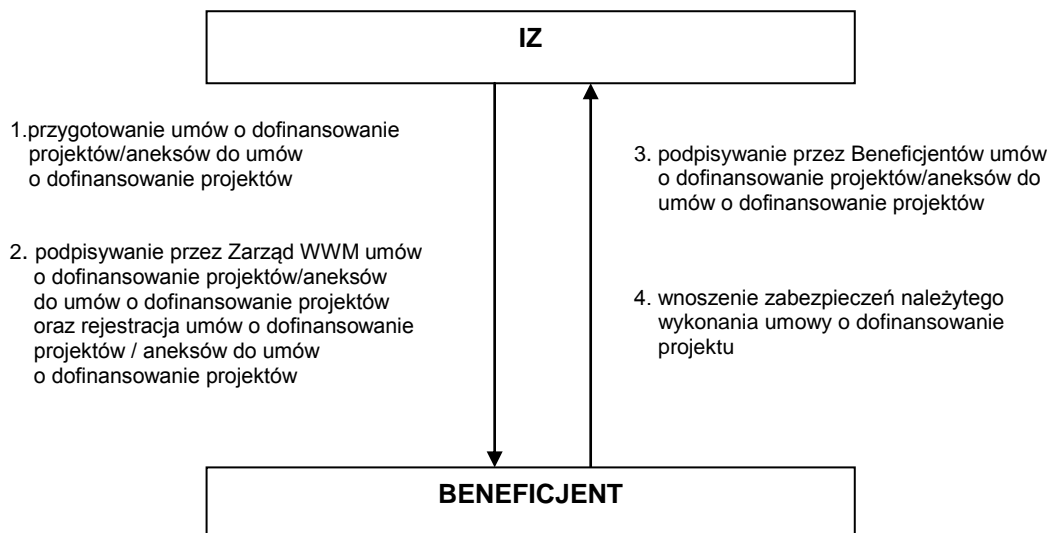 IZ
1.przygotowanie umów o dofinansowanie
projektów/aneksów do umów
o dofinansowanie projektów
2. podpisywanie przez Zarząd WWM umów
o dofinansowanie projektów/aneksów
do umów o dofinansowanie projektów
oraz rejestracja umów o dofinansowanie
projektów / aneksów do umów
o dofinansowanie projektów
3. podpisywanie przez Beneficjentów umów
o dofinansowanie projektów/aneksów do
umów o dofinansowanie projektów
4. wnoszenie zabezpieczeń należytego
wykonania umowy o dofinansowanie
projektu
BENEFICJENT